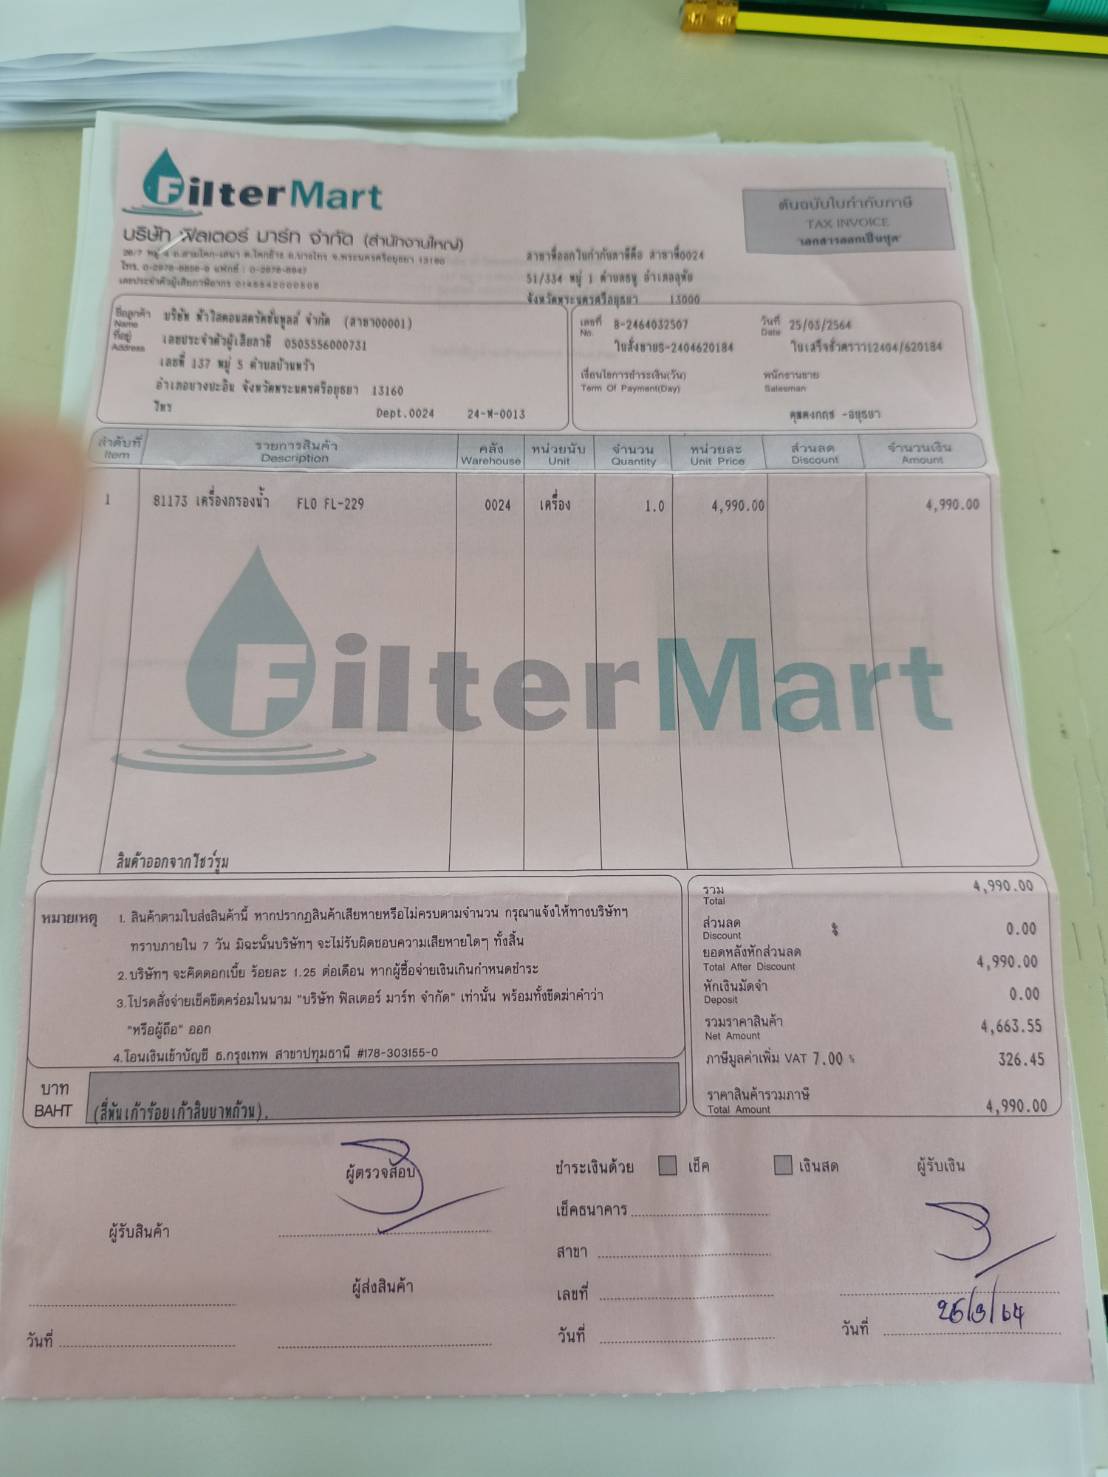 FilterMart
บริษัท ฟิลเตอร์ มาร์ท จำกัด (สำนักงานใหญ่)
โทร. 0-2978-8808-9 แฟกซ์ : 0-2978-8847
ต้นฉบับใบกำกับภาษี
TAX INVOICE
"เอกสารออกเป็นชุด"
สาขาที่ออกใบกำกับภาษีคือ สาขาที่0024
51/334 หมู่ 1 ตำบลธนู อำเภออุทัย
จังหวัดพระนครศรีอยุธยา 13000
ชื่อลูกค้า บริษัท ห้าใสคอนสตรัคชั่นพูลส์ จำกัด (สาขา00001)
Name
ที่อยู่ เลขประจำตัวผู้เสียภาษี 0505556000731
Address
เลขที่ 137 หมู่ 5 ตำบลบ้านหว้า
อำเภอบางปะอิน จังหวัดพระนครศรีอยุธยา 13160
โทร Dept.0024 24-W-0013
เลขที่ 8-2464032507 วันที่ 25/03/2564
No. Date
ใบสั่งขายS-2404620184 ใบเสร็จชั่วคราว12404/620184
เงื่อนไขการชำระเงิน(วัน) พนักงานขาย
Term Of Payment(Day) Salesman
คุณคงกฤช -อยุธยา
ลำดับที่ รายการสินค้า คลัง หน่วยนับ จำนวน หน่วยละ ส่วนลด จำนวนเงิน
Item Description Warehouse Unit Quantity Unit Price Discount Amount
1 81173 เครื่องกรองน้ำ FLO FL-229 0024 เครื่อง 1.0 4,990.00 4,990.00
FilterMart
สินค้าออกจากโชว์รูม
หมายเหตุ 1. สินค้าตามใบส่งสินค้านี้ หากปรากฏสินค้าเสียหายหรือไม่ครบตามจำนวน กรุณาแจ้งให้ทางบริษัทฯ
ทราบภายใน 7 วัน มิฉะนั้นบริษัทฯ จะไม่รับผิดชอบความเสียหายใดๆ ทั้งสิ้น
2.บริษัทฯ จะคิดดอกเบี้ย ร้อยละ 1.25 ต่อเดือน หากผู้ซื้อจ่ายเงินเกินกำหนดชำระ
3.โปรดสั่งจ่ายเช็คขีดคร่อมในนาม "บริษัท ฟิลเตอร์ มาร์ท จำกัด" เท่านั้น พร้อมทั้งขีดฆ่าคำว่า
"หรือผู้ถือ" ออก
4.โอนเงินเข้าบัญชี ธ.กรุงเทพ สาขาปทุมธานี #178-303155-0
รวม 4,990.00
Total
ส่วนลด % 0.00
Discount
ยอดหลังหักส่วนลด 4,990.00
Total After Discount
หักเงินมัดจำ 0.00
Deposit
รวมราคาสินค้า 4,663.55
Net Amount
ภาษีมูลค่าเพิ่ม VAT 7.00 % 326.45
ราคาสินค้ารวมภาษี 4,990.00
Total Amount
บาท
BAHT (สี่พันเก้าร้อยเก้าสิบบาทถ้วน).
ผู้ตรวจสอบ ชำระเงินด้วย เช็ค เงินสด ผู้รับเงิน
เช็คธนาคาร
ผู้รับสินค้า
สาขา
ผู้ส่งสินค้า เลขที่
25/3/64
วันที่ วันที่ วันที่